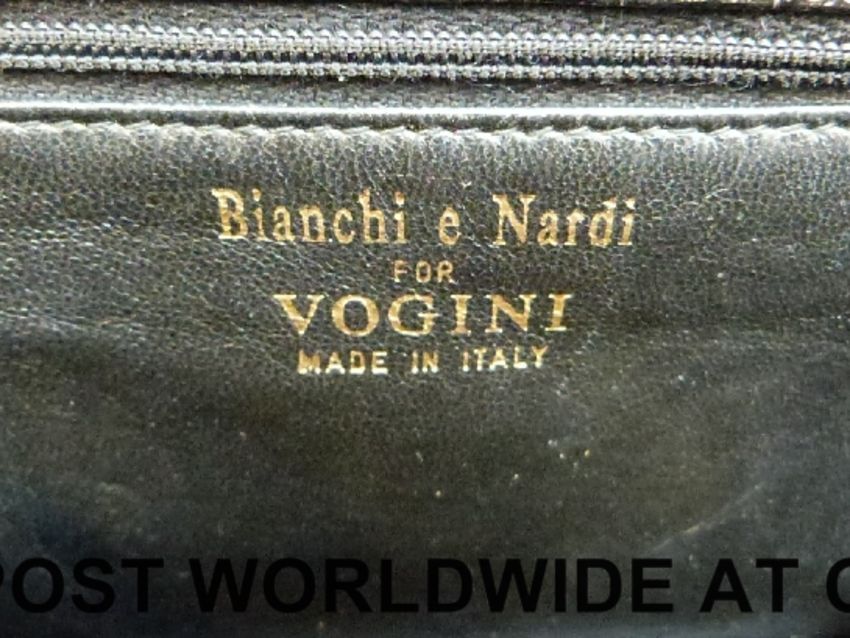 Bianchi e Nardi
FOR
VOGINI
MADE IN ITALY
POST WORLDWIDE AT